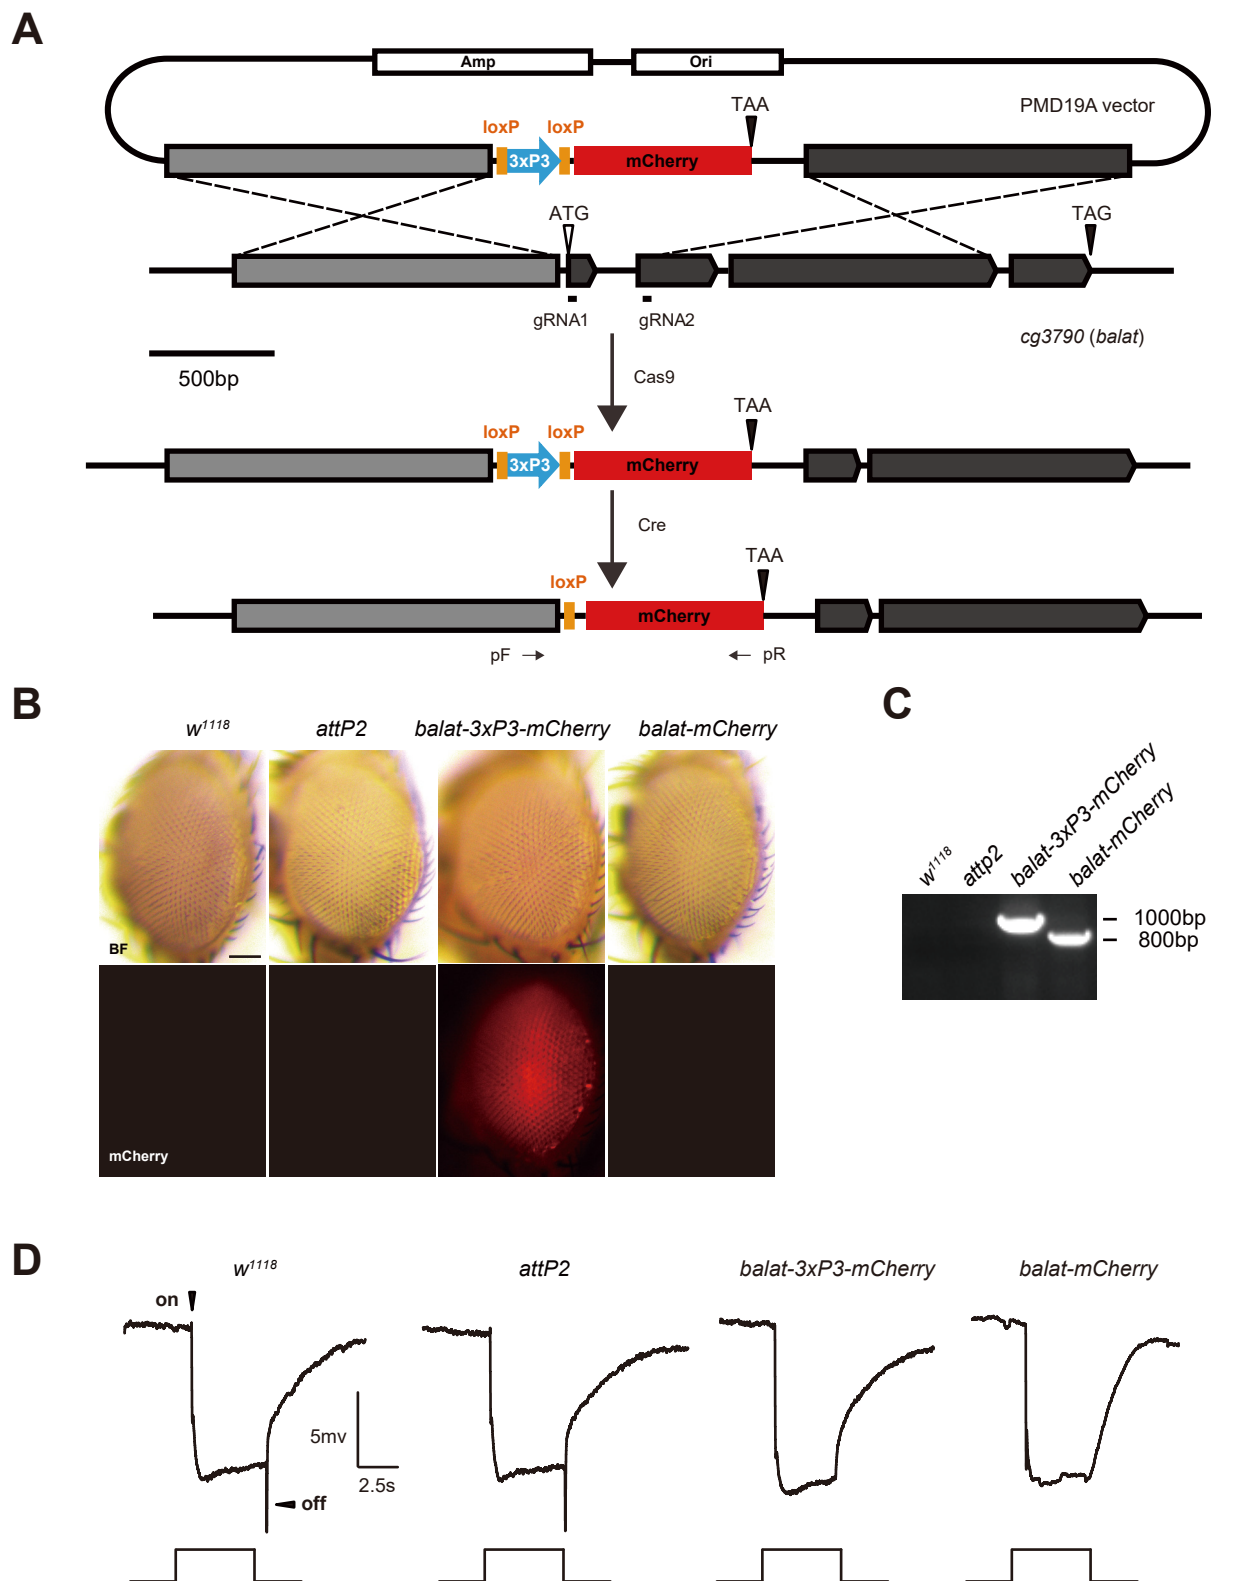 A
Amp
Ori
TAA
PMD19A vector
loxP
loxP
3xP3
mCherry
ATG
TAG
gRNA1
gRNA2
cg3790 (balat)
500bp
Cas9
TAA
loxP
loxP
3xP3
mCherry
Cre
TAA
loxP
mCherry
pF
pR
B
w1118
attP2
balat-3xP3-mCherry
balat-mCherry
BF
mCherry
C
w1118
attp2
balat-3xP3-mCherry
balat-mCherry
1000bp
800bp
D
w1118
attP2
balat-3xP3-mCherry
balat-mCherry
on
5mv
2.5s
off